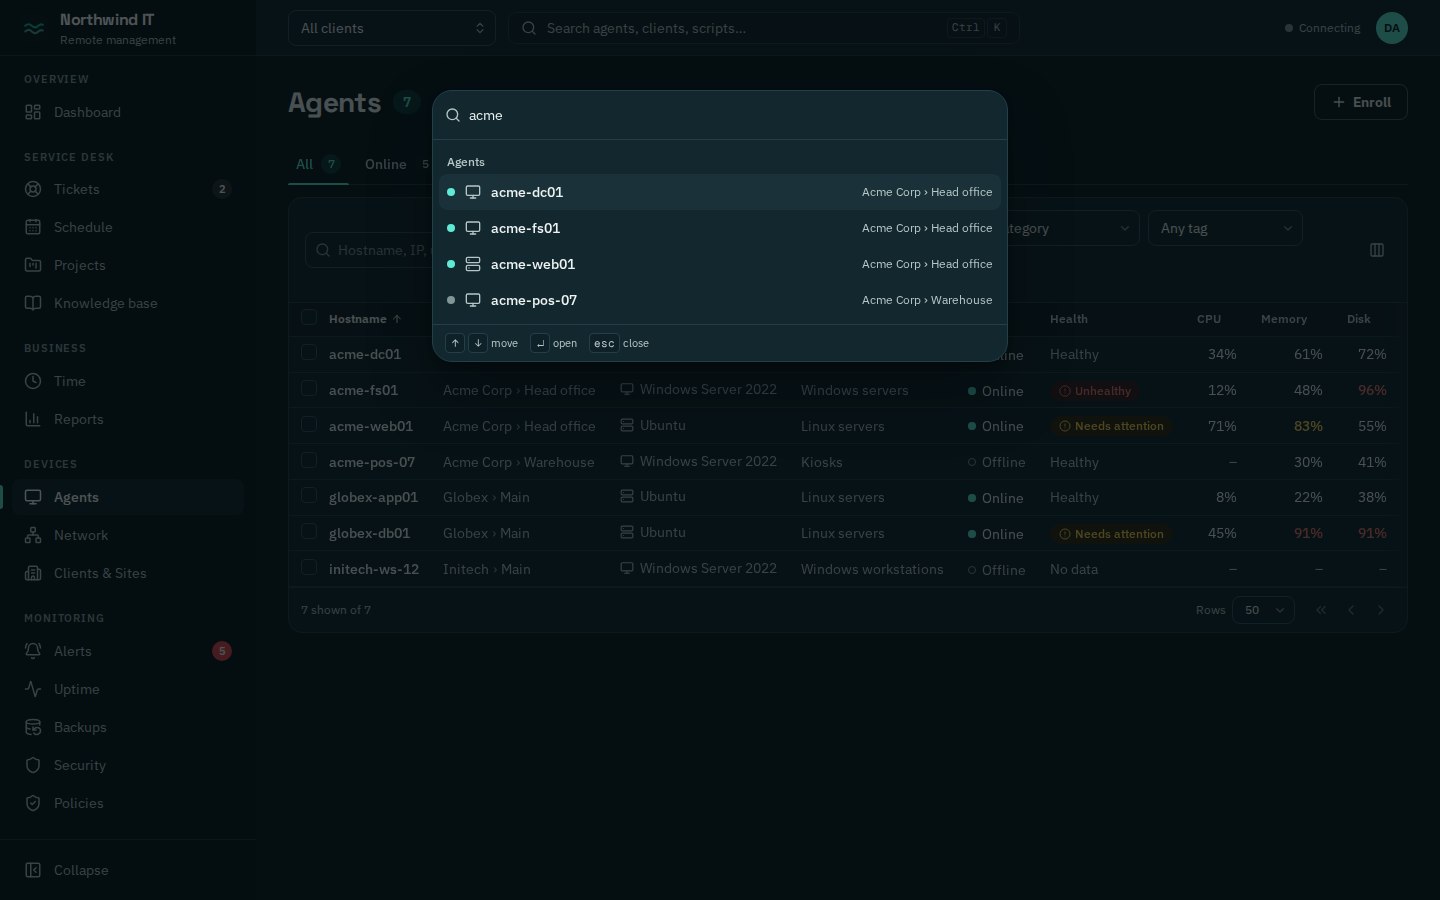 Northwind IT
Remote management
All clients
Search agents, clients, scripts...
Ctrl K
Connecting
DA
OVERVIEW
Dashboard
SERVICE DESK
Tickets 2
Schedule
Projects
Knowledge base
BUSINESS
Time
Reports
DEVICES
Agents
Network
Clients & Sites
MONITORING
Alerts 5
Uptime
Backups
Security
Policies
Collapse
Agents 7
Enroll
All 7 Online 5
Hostname, IP,
Any tag
acme
Agents
acme-dc01 Acme Corp › Head office
acme-fs01 Acme Corp › Head office
acme-web01 Acme Corp › Head office
acme-pos-07 Acme Corp › Warehouse
↑ ↓ move ↵ open esc close
Hostname ↑ Health CPU Memory Disk
acme-dc01 Healthy 34% 61% 72%
acme-fs01 Acme Corp › Head office Windows Server 2022 Windows servers Online Unhealthy 12% 48% 96%
acme-web01 Acme Corp › Head office Ubuntu Linux servers Online Needs attention 71% 83% 55%
acme-pos-07 Acme Corp › Warehouse Windows Server 2022 Kiosks Offline Healthy – 30% 41%
globex-app01 Globex › Main Ubuntu Linux servers Online Healthy 8% 22% 38%
globex-db01 Globex › Main Ubuntu Linux servers Online Needs attention 45% 91% 91%
initech-ws-12 Initech › Main Windows Server 2022 Windows workstations Offline No data – – –
7 shown of 7
Rows 50